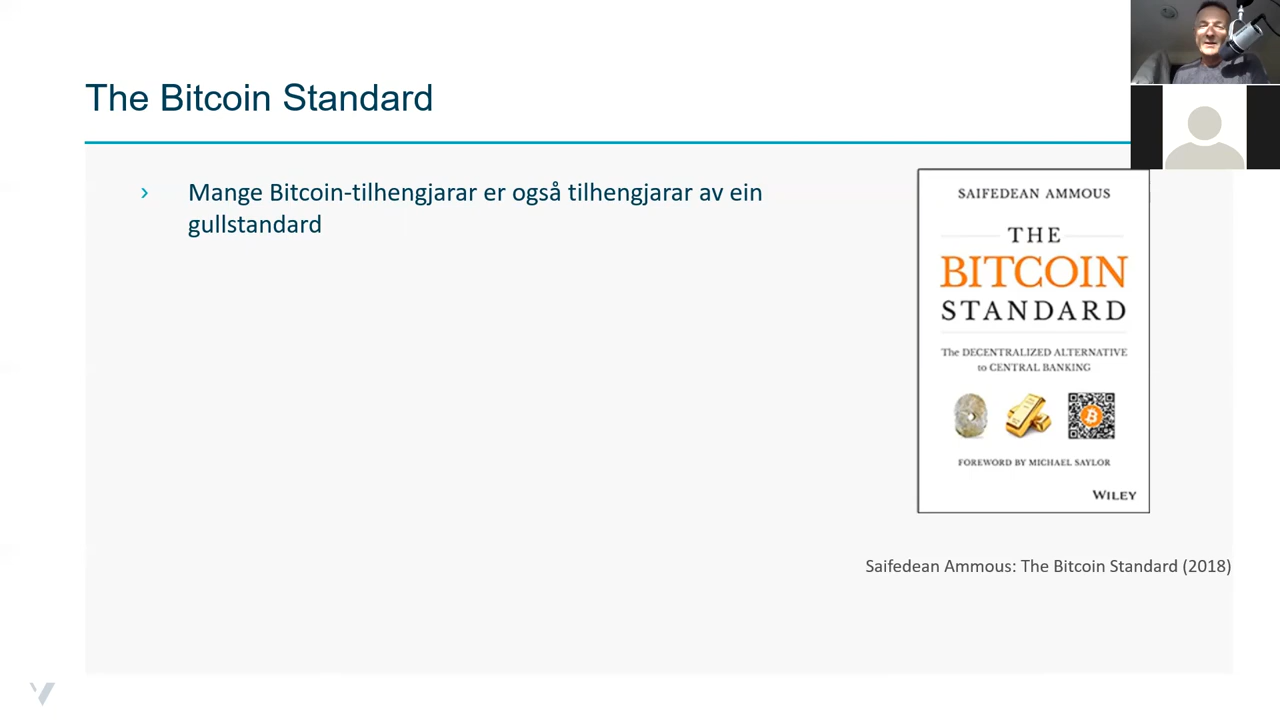 The Bitcoin Standard
› Mange Bitcoin-tilhengjarar er også tilhengjarar av ein
gullstandard
SAIFEDEAN AMMOUS
THE
BITCOIN
STANDARD
The DECENTRALIZED ALTERNATIVE
to CENTRAL BANKING
FOREWORD BY MICHAEL SAYLOR
WILEY
Saifedean Ammous: The Bitcoin Standard (2018)